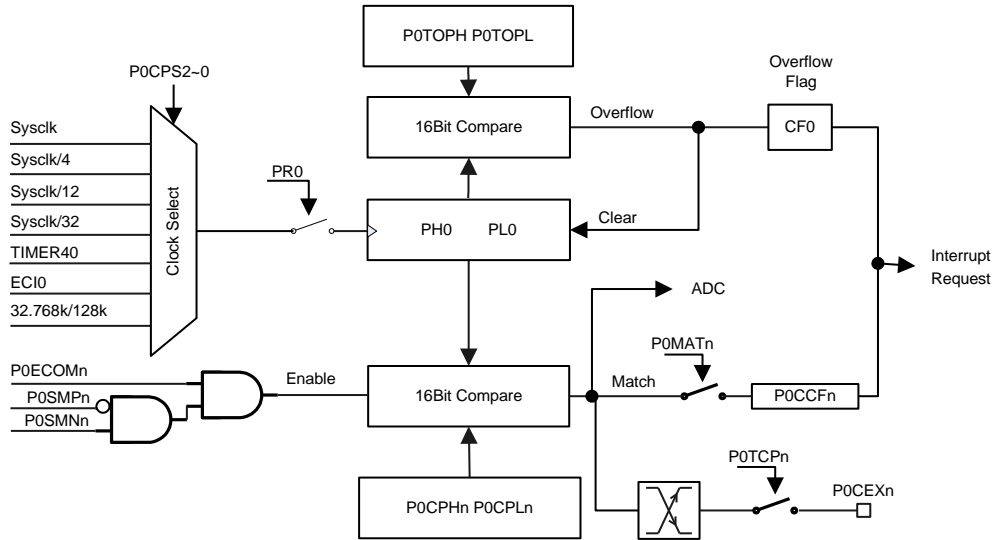 P0TOPH P0TOPL
P0CPS2~0
Overflow
Flag
Sysclk
16Bit Compare
Overflow
CF0
Sysclk/4
Sysclk/12
PR0
Sysclk/32
Clock Select
PH0 PL0
Clear
TIMER40
Interrupt
Request
ECI0
ADC
32.768k/128k
P0MATn
P0ECOMn
Enable
16Bit Compare
Match
P0CCFn
P0SMPn
P0SMNn
P0TCPn
P0CEXn
P0CPHn P0CPLn